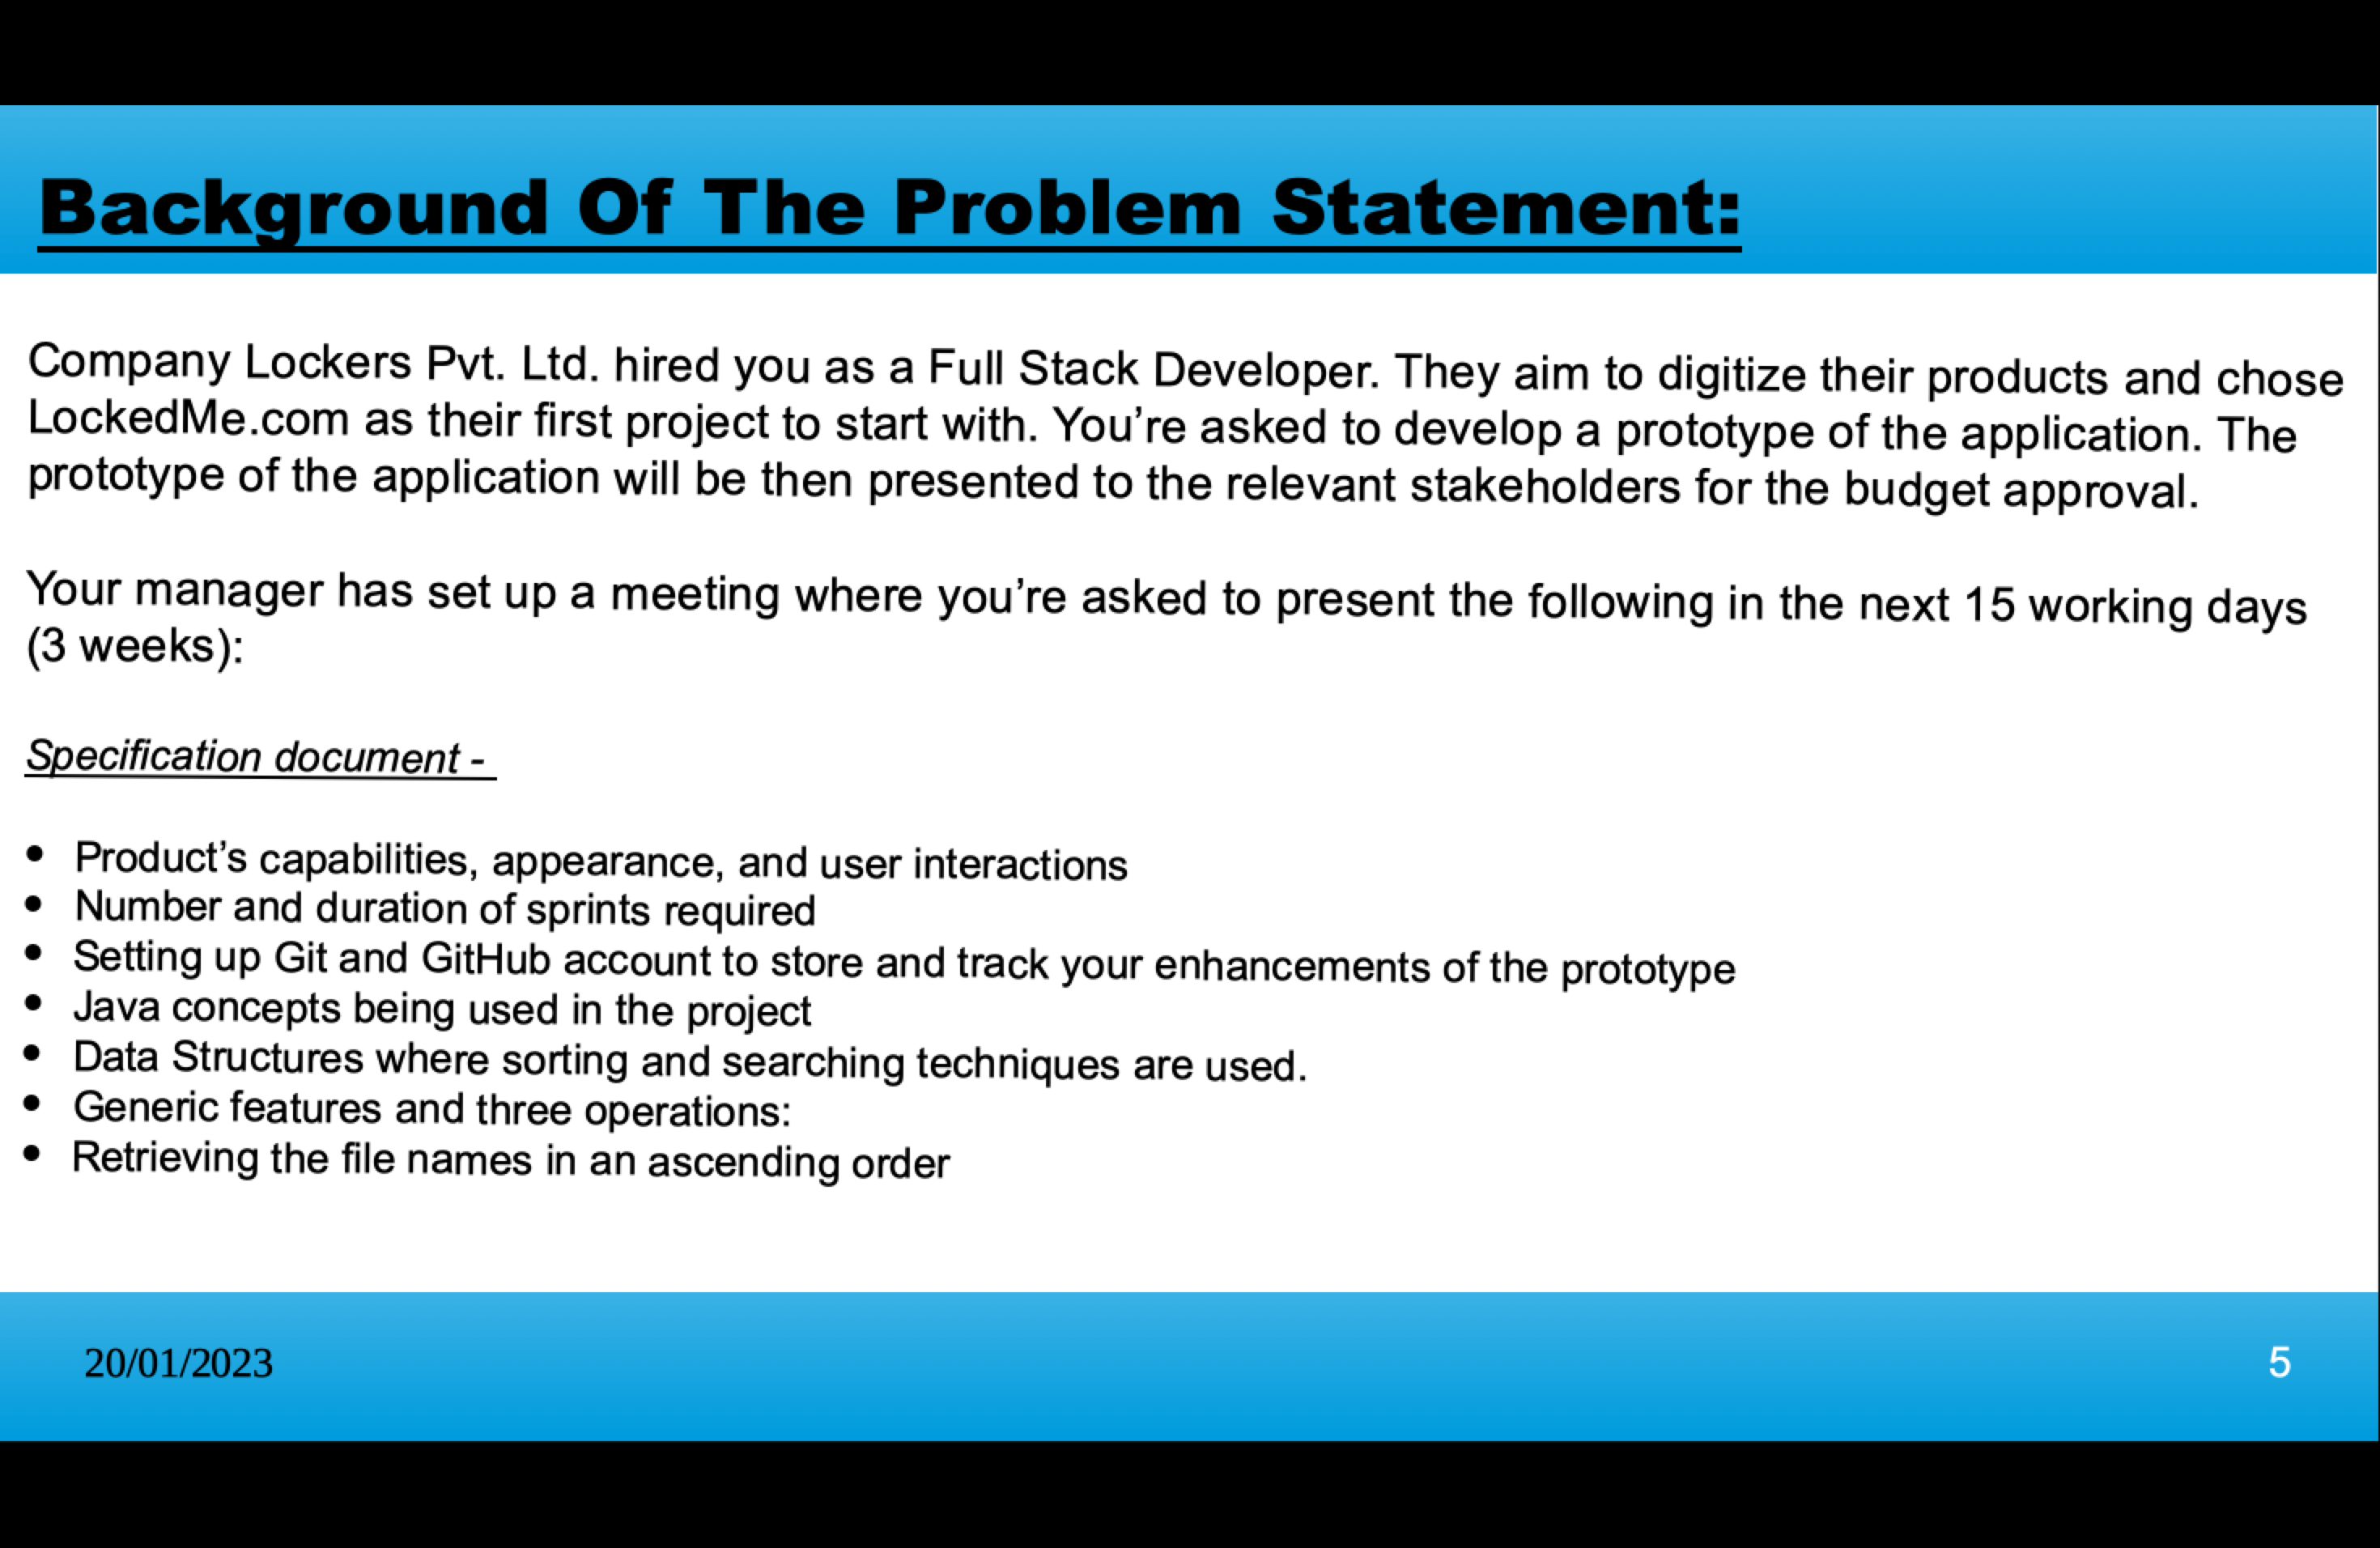 Background Of The Problem Statement:
Company Lockers Pvt. Ltd. hired you as a Full Stack Developer. They aim to digitize their products and chose
LockedMe.com as their first project to start with. You’re asked to develop a prototype of the application. The
prototype of the application will be then presented to the relevant stakeholders for the budget approval.
Your manager has set up a meeting where you’re asked to present the following in the next 15 working days
(3 weeks):
Specification document -
• Product’s capabilities, appearance, and user interactions
• Number and duration of sprints required
• Setting up Git and GitHub account to store and track your enhancements of the prototype
• Java concepts being used in the project
• Data Structures where sorting and searching techniques are used.
• Generic features and three operations:
• Retrieving the file names in an ascending order
20/01/2023
5